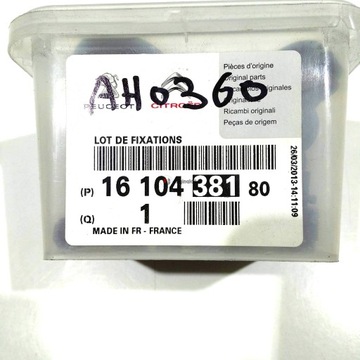 Pièces d'origine
Original parts
Ricambi originali
Peças de origem
AH0360
PEUGEOT CITROËN
LOT DE FIXATIONS
(P) 16 104 381 80
(Q) 1
MADE IN FR - FRANCE
26/03/2013-14:11:09